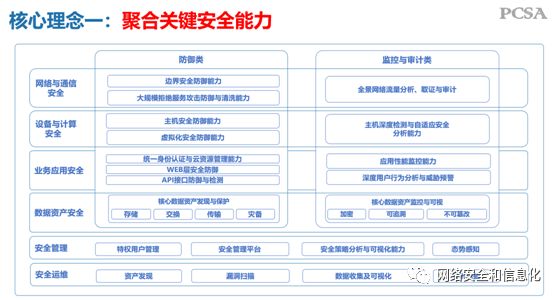 核心理念一：聚合关键安全能力
PCSA
防御类
监控与审计类
网络与通信
安全
边界安全防御能力
大规模拒绝服务攻击防御与清洗能力
全景网络流量分析、取证与审计
设备与计算
安全
主机安全防御能力
虚拟化安全防御能力
主机深度检测与自适应安全
分析能力
业务应用安全
统一身份认证与云资源管理能力
WEB层安全防御
API接口防御与检测
应用性能监控能力
深度用户行为分析与威胁预警
数据资产安全
核心数据资产发现与保护
存储
交换
传输
灾备
核心数据资产监控与可视
加密
可追溯
不可篡改
安全管理
特权用户管理
安全管理平台
安全策略分析与可视化能力
态势感知
安全运维
资产发现
漏洞扫描
数据收集及可视化
网络安全和信息化